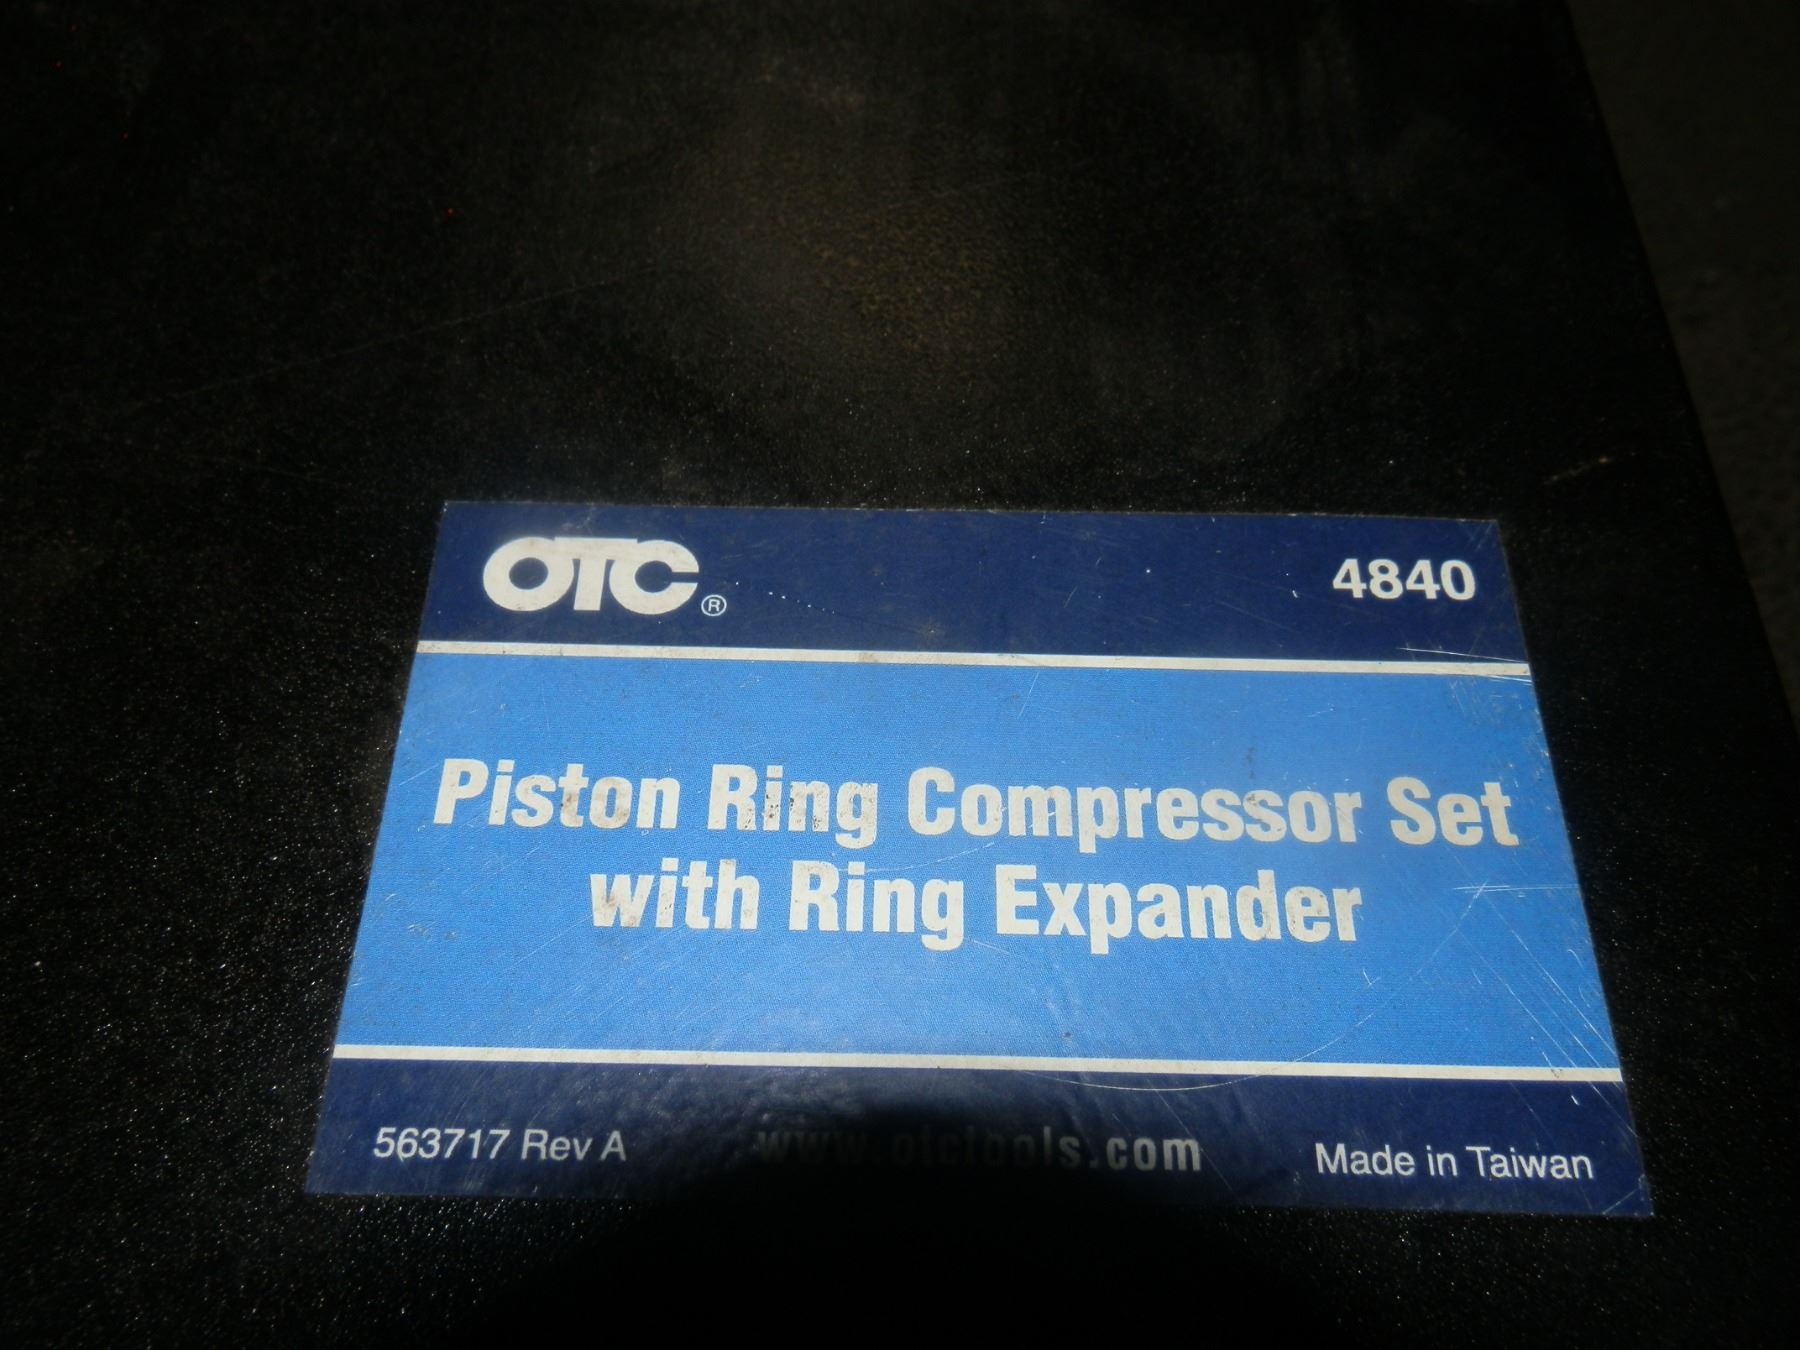 OTC® 4840
Piston Ring Compressor Set
with Ring Expander
563717 Rev A www.otctools.com Made in Taiwan